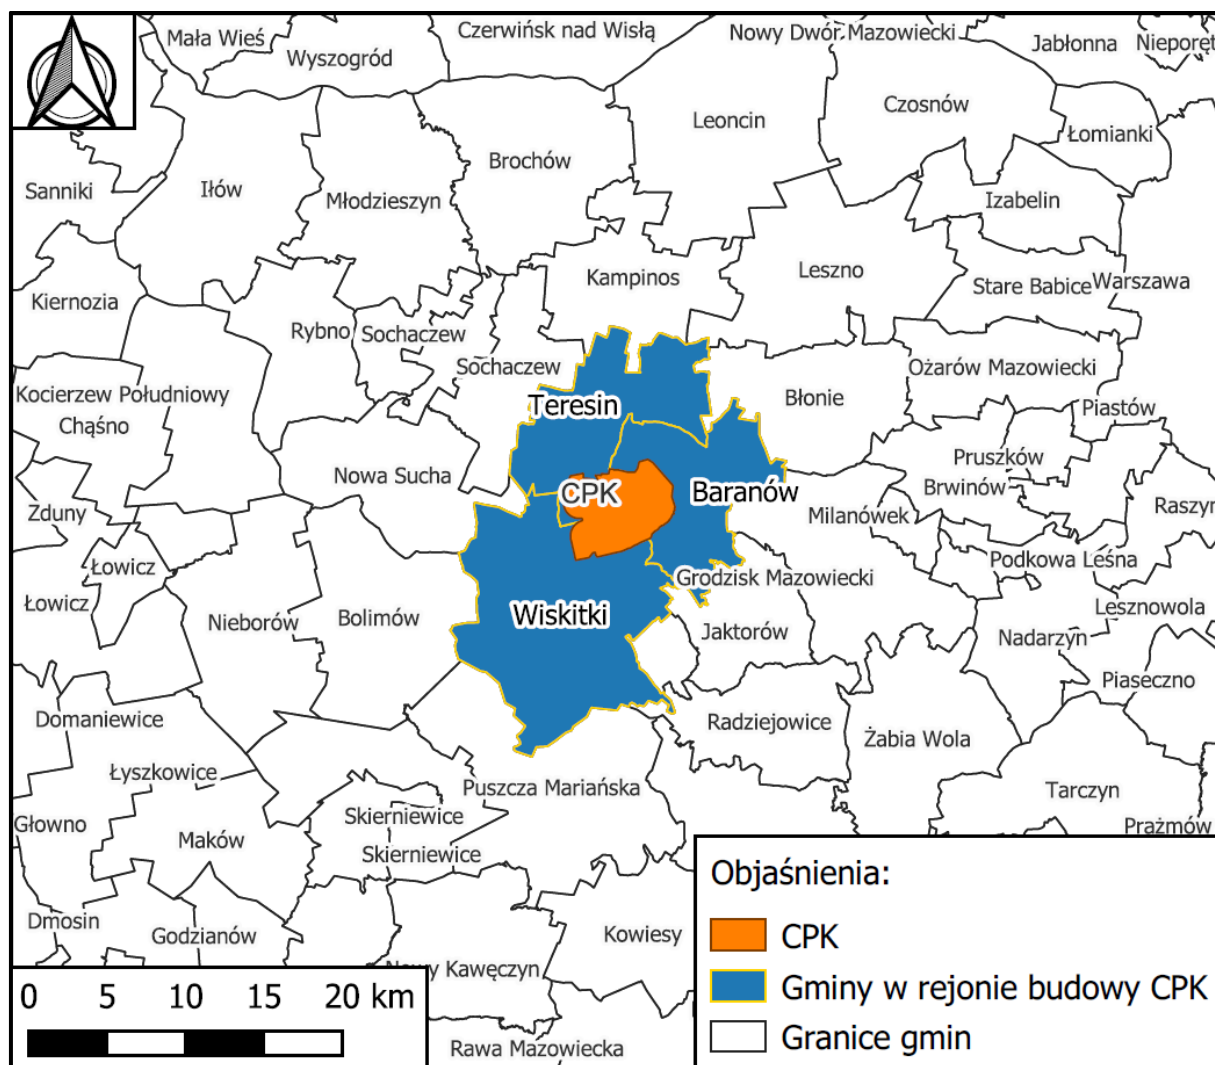 Mała Wieś
Wyszogród
Czerwińsk nad Wisłą
Nowy Dwór Mazowiecki
Jabłonna
Nieporęt
Leoncin
Czosnów
Łomianki
Brochów
Sanniki
Iłów
Młodzieszyn
Izabelin
Kampinos
Leszno
Stare Babice
Warszawa
Kiernozia
Rybno
Sochaczew
Sochaczew
Ożarów Mazowiecki
Kocierzew Południowy
Teresin
Błonie
Piastów
Chąśno
Pruszków
Nowa Sucha
CPK
Baranów
Brwinów
Zduny
Milanówek
Raszyn
Łowicz
Podkowa Leśna
Grodzisk Mazowiecki
Łowicz
Nieborów
Bolimów
Wiskitki
Jaktorów
Lesznowola
Nadarzyn
Piaseczno
Domaniewice
Radziejowice
Żabia Wola
Łyszkowice
Puszcza Mariańska
Tarczyn
Głowno
Maków
Skierniewice
Skierniewice
Prażmów
Dmosin
Godzianów
Kowiesy
Nowy Kawęczyn
Rawa Mazowiecka
0 5 10 15 20 km
Objaśnienia:
CPK
Gminy w rejonie budowy CPK
Granice gmin